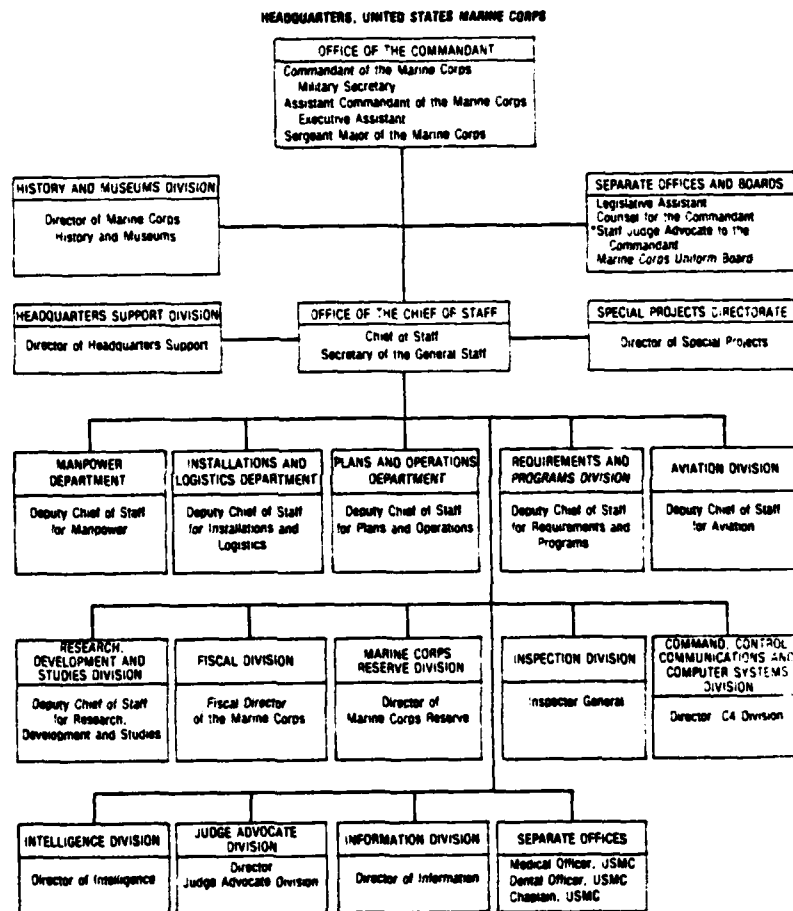 HEADQUARTERS, UNITED STATES MARINE CORPS
OFFICE OF THE COMMANDANT
Commandant of the Marine Corps
Military Secretary
Assistant Commandant of the Marine Corps
Executive Assistant
Sergeant Major of the Marine Corps
HISTORY AND MUSEUMS DIVISION
Director of Marine Corps
History and Museums
SEPARATE OFFICES AND BOARDS
Legislative Assistant
Counsel for the Commandant
*Staff Judge Advocate to the
Commandant
Marine Corps Uniform Board
HEADQUARTERS SUPPORT DIVISION
Director of Headquarters Support
OFFICE OF THE CHIEF OF STAFF
Chief of Staff
Secretary of the General Staff
SPECIAL PROJECTS DIRECTORATE
Director of Special Projects
MANPOWER
DEPARTMENT
Deputy Chief of Staff
for Manpower
INSTALLATIONS AND
LOGISTICS DEPARTMENT
Deputy Chief of Staff
for Installations and
Logistics
PLANS AND OPERATIONS
DEPARTMENT
Deputy Chief of Staff
for Plans and Operations
REQUIREMENTS AND
PROGRAMS DIVISION
Deputy Chief of Staff
for Requirements and
Programs
AVIATION DIVISION
Deputy Chief of Staff
for Aviation
RESEARCH,
DEVELOPMENT AND
STUDIES DIVISION
Deputy Chief of Staff
for Research,
Development and Studies
FISCAL DIVISION
Fiscal Director
of the Marine Corps
MARINE CORPS
RESERVE DIVISION
Director of
Marine Corps Reserve
INSPECTION DIVISION
Inspector General
COMMAND, CONTROL
COMMUNICATIONS AND
COMPUTER SYSTEMS
DIVISION
Director C4 Division
INTELLIGENCE DIVISION
Director of Intelligence
JUDGE ADVOCATE
DIVISION
Director
Judge Advocate Division
INFORMATION DIVISION
Director of Information
SEPARATE OFFICES
Medical Officer, USMC
Dental Officer, USMC
Chaplain, USMC